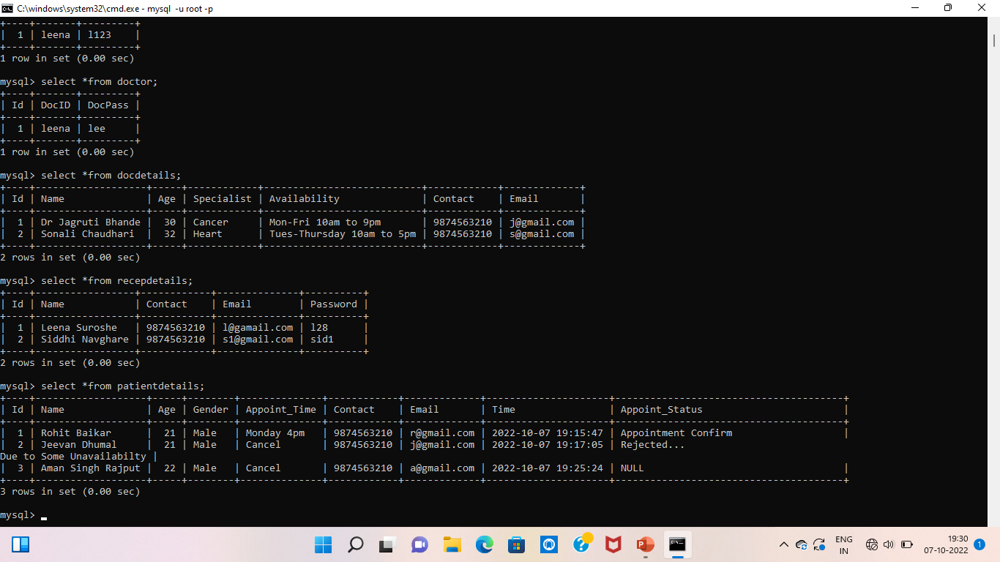 C:\windows\system32\cmd.exe - mysql  -u root -p
+----+-------+---------+
|  1 | leena | l123    |
+----+-------+---------+
1 row in set (0.00 sec)
mysql> select *from doctor;
+----+-------+---------+
| Id | DocID | DocPass |
+----+-------+---------+
|  1 | leena | lee     |
+----+-------+---------+
1 row in set (0.00 sec)
mysql> select *from docdetails;
+----+-------------------+-----+------------+---------------------------+------------+-------------+
| Id | Name              | Age | Specialist | Availability              | Contact    | Email       |
+----+-------------------+-----+------------+---------------------------+------------+-------------+
|  1 | Dr Jagruti Bhande |  30 | Cancer     | Mon-Fri 10am to 9pm       | 9874563210 | j@gmail.com |
|  2 | Sonali Chaudhari  |  32 | Heart      | Tues-Thursday 10am to 5pm | 9874563210 | s@gmail.com |
+----+-------------------+-----+------------+---------------------------+------------+-------------+
2 rows in set (0.00 sec)
mysql> select *from recepdetails;
+----+-----------------+------------+--------------+----------+
| Id | Name            | Contact    | Email        | Password |
+----+-----------------+------------+--------------+----------+
|  1 | Leena Suroshe   | 9874563210 | l@gamail.com | l28      |
|  2 | Siddhi Navghare | 9874563210 | s1@gmail.com | sid1     |
+----+-----------------+------------+--------------+----------+
2 rows in set (0.00 sec)
mysql> select *from patientdetails;
+----+-------------------+-----+--------+--------------+------------+-------------+---------------------+---------------------------------------+
| Id | Name              | Age | Gender | Appoint_Time | Contact    | Email       | Time                | Appoint_Status                        |
+----+-------------------+-----+--------+--------------+------------+-------------+---------------------+---------------------------------------+
|  1 | Rohit Baikar      |  21 | Male   | Monday 4pm   | 9874563210 | r@gmail.com | 2022-10-07 19:15:47 | Appointment Confirm                   |
|  2 | Jeevan Dhumal     |  21 | Male   | Cancel       | 9874563210 | j@gmail.com | 2022-10-07 19:17:05 | Rejected...
Due to Some Unavailabilty |
|  3 | Aman Singh Rajput |  22 | Male   | Cancel       | 9874563210 | a@gmail.com | 2022-10-07 19:25:24 | NULL                                  |
+----+-------------------+-----+--------+--------------+------------+-------------+---------------------+---------------------------------------+
3 rows in set (0.00 sec)
mysql>
ENG
IN
19:30
07-10-2022
1